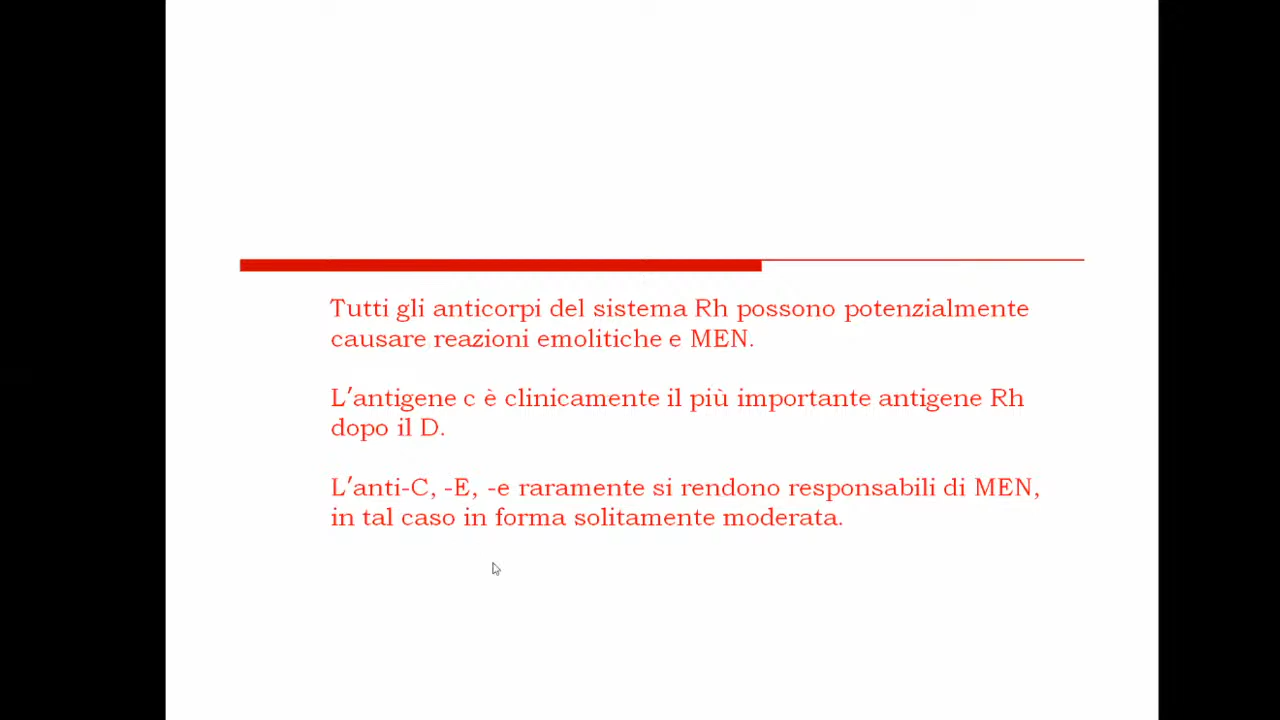 Tutti gli anticorpi del sistema Rh possono potenzialmente
causare reazioni emolitiche e MEN.
L'antigene c è clinicamente il più importante antigene Rh
dopo il D.
L'anti-C, -E, -e raramente si rendono responsabili di MEN,
in tal caso in forma solitamente moderata.